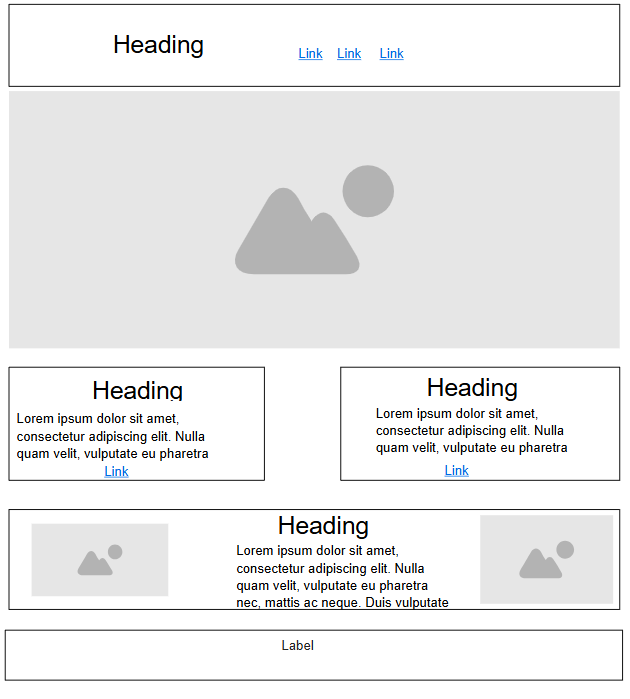 Heading
Link Link Link
Heading
Lorem ipsum dolor sit amet,
consectetur adipiscing elit. Nulla
quam velit, vulputate eu pharetra
Link
Heading
Lorem ipsum dolor sit amet,
consectetur adipiscing elit. Nulla
quam velit, vulputate eu pharetra
Link
Heading
Lorem ipsum dolor sit amet,
consectetur adipiscing elit. Nulla
quam velit, vulputate eu pharetra
nec, mattis ac neque. Duis vulputate
Label